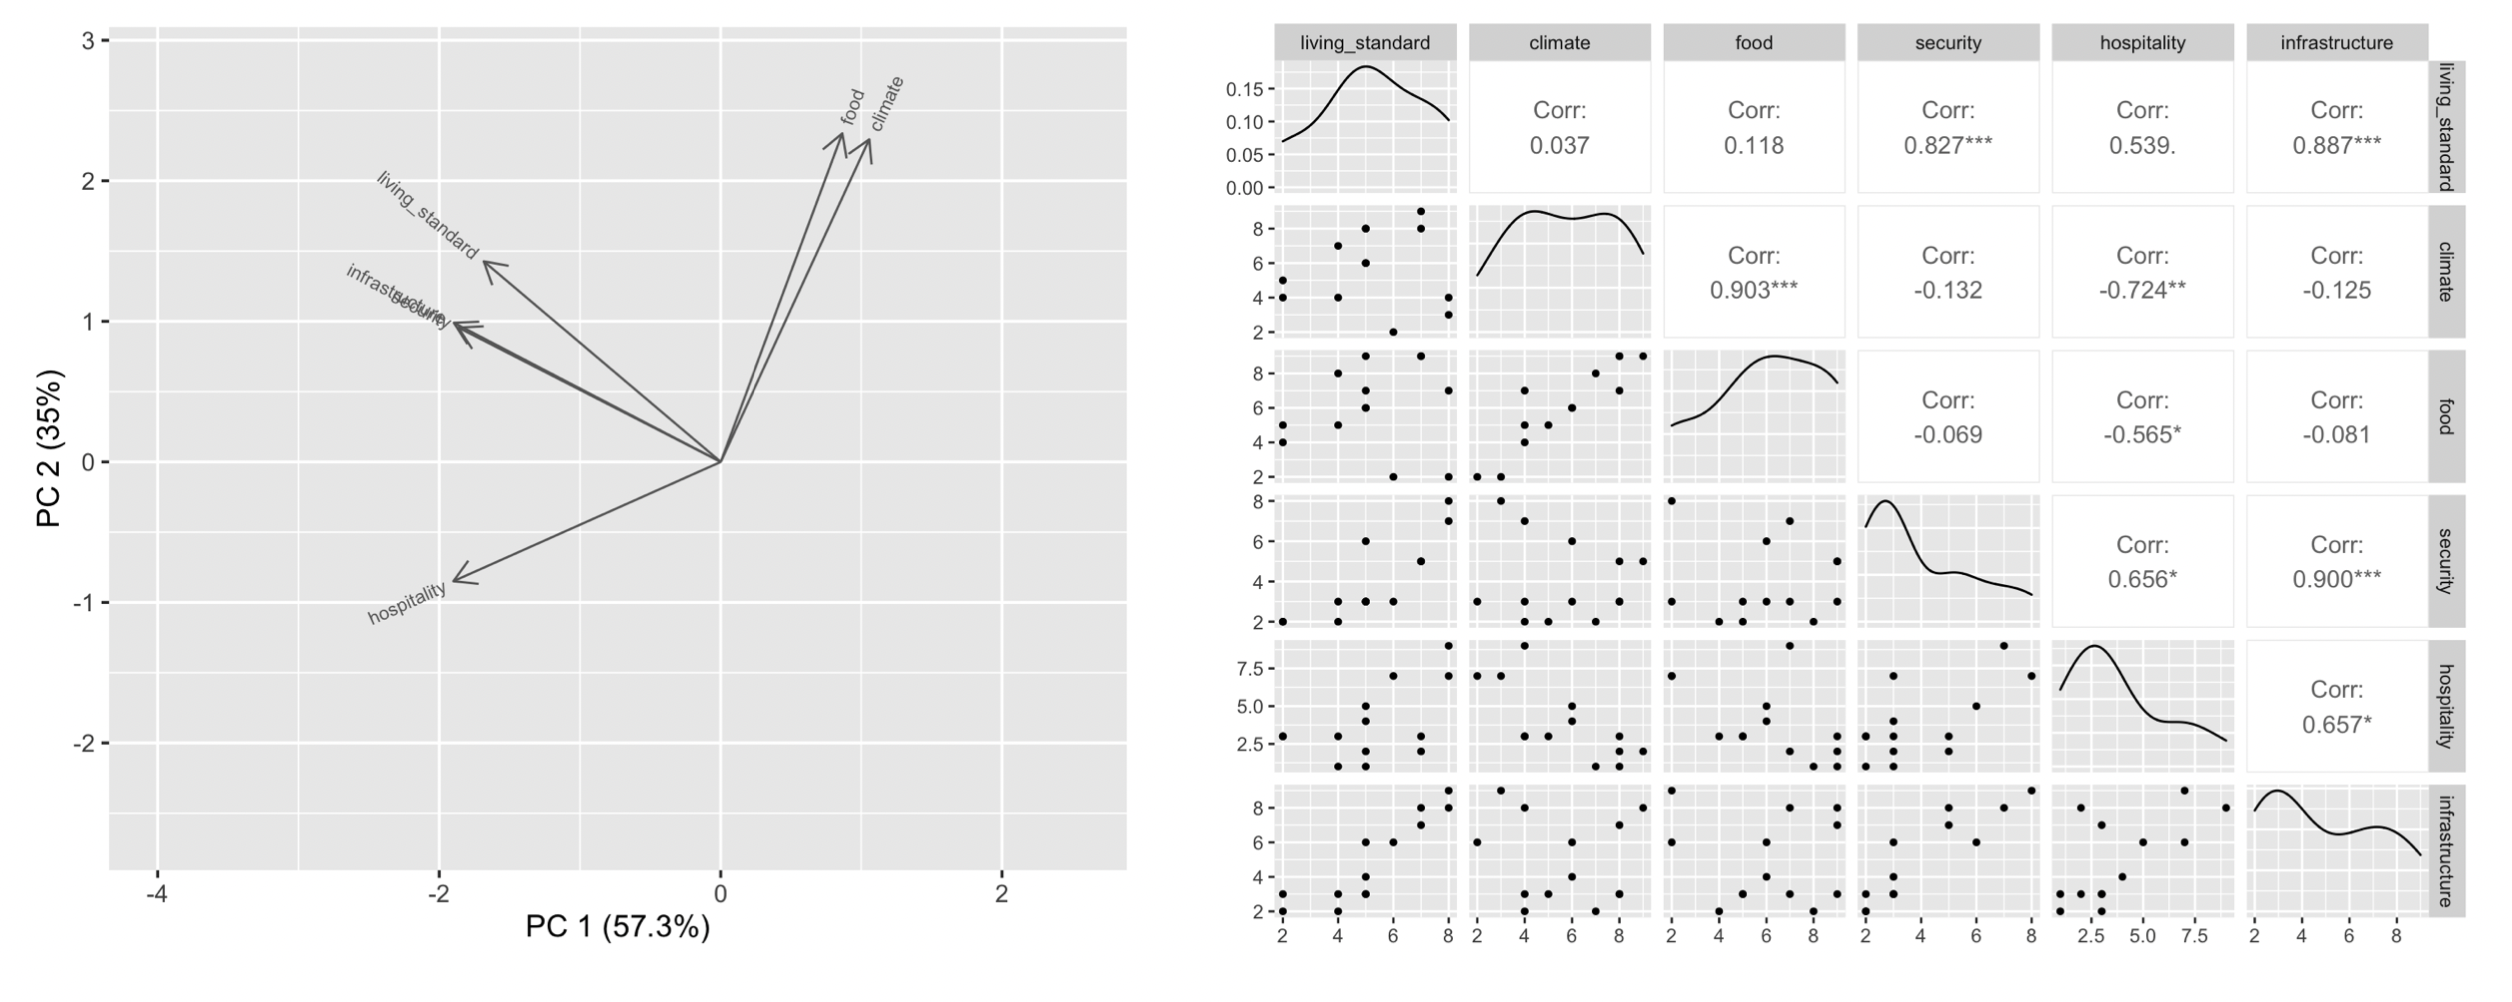 3
2
1
0
-1
-2
PC 2 (35%)
food
climate
living_standard
infrastructure
security
hospitality
-4
-2
0
2
PC 1 (57.3%)
living_standard
climate
food
security
hospitality
infrastructure
0.15
0.10
0.05
0.00
Corr:
0.037
Corr:
0.118
Corr:
0.827***
Corr:
0.539.
Corr:
0.887***
living_standard
8
6
4
2
Corr:
0.903***
Corr:
-0.132
Corr:
-0.724**
Corr:
-0.125
climate
8
6
4
2
Corr:
-0.069
Corr:
-0.565*
Corr:
-0.081
food
8
6
4
2
Corr:
0.656*
Corr:
0.900***
security
7.5
5.0
2.5
Corr:
0.657*
hospitality
8
6
4
2
infrastructure
2 4 6 8
2 4 6 8
2 4 6 8
2 4 6 8
2.5 5.0 7.5
2 4 6 8